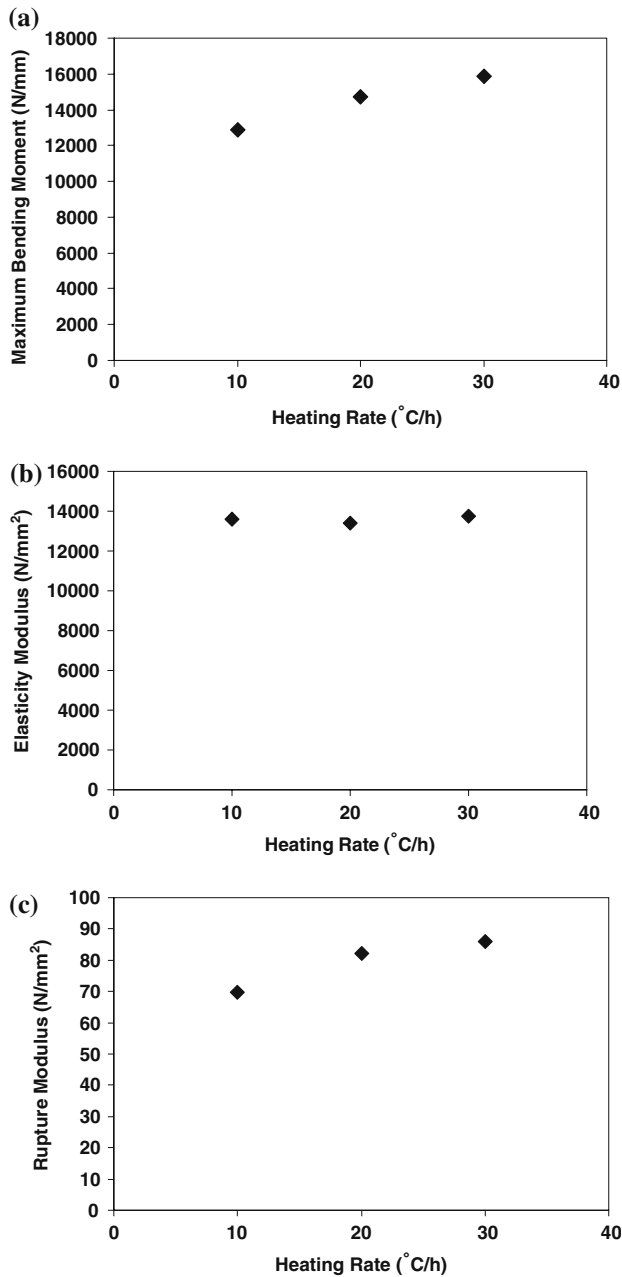 (a)
Maximum Bending Moment (N/mm)
18000
16000
14000
12000
10000
8000
6000
4000
2000
0
0 10 20 30 40
Heating Rate (°C/h)
(b)
Elasticity Modulus (N/mm²)
16000
14000
12000
10000
8000
6000
4000
2000
0
0 10 20 30 40
Heating Rate (°C/h)
(c)
Rupture Modulus (N/mm²)
100
90
80
70
60
50
40
30
20
10
0
0 10 20 30 40
Heating Rate (°C/h)